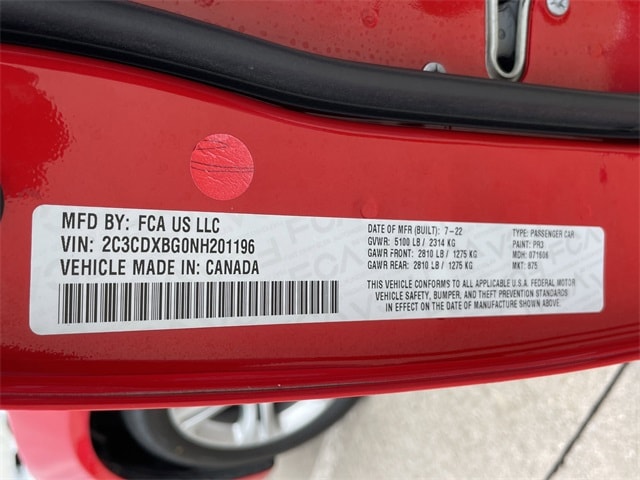 MFD BY: FCA US LLC
VIN: 2C3CDXBG0NH201196
VEHICLE MADE IN: CANADA
DATE OF MFR (BUILT): 7-22
GVWR: 5100 LB / 2314 KG
GAWR FRONT: 2810 LB / 1275 KG
GAWR REAR: 2810 LB / 1275 KG
TYPE: PASSENGER CAR
PAINT: PR3
MDH: 071808
MKT: 875
THIS VEHICLE CONFORMS TO ALL APPLICABLE U.S.A. FEDERAL MOTOR
VEHICLE SAFETY, BUMPER, AND THEFT PREVENTION STANDARDS
IN EFFECT ON THE DATE OF MANUFACTURE SHOWN ABOVE.